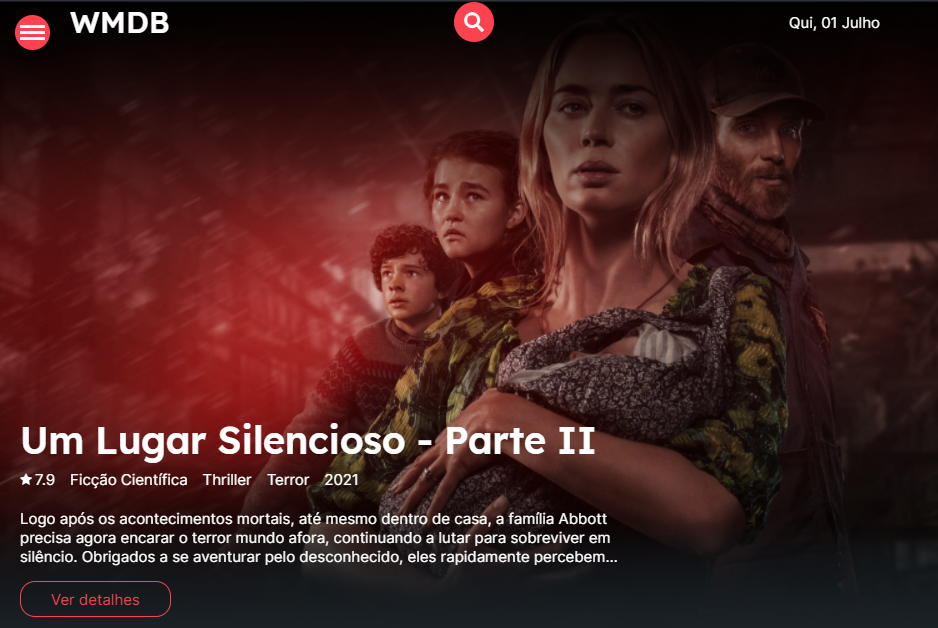 WMDB
Qui, 01 Julho
Um Lugar Silencioso - Parte II
7.9 Ficção Científica Thriller Terror 2021
Logo após os acontecimentos mortais, até mesmo dentro de casa, a família Abbott
precisa agora encarar o terror mundo afora, continuando a lutar para sobreviver em
silêncio. Obrigados a se aventurar pelo desconhecido, eles rapidamente percebem...
Ver detalhes